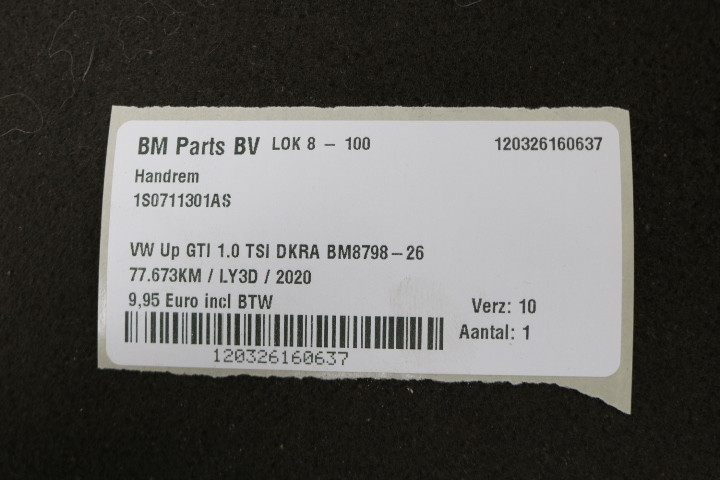 BM Parts BV LOK 8 – 100 120326160637
Handrem
1S0711301AS
VW Up GTI 1.0 TSI DKRA BM8798–26
77.673KM / LY3D / 2020
9,95 Euro incl BTW
Verz: 10
Aantal: 1
120326160637